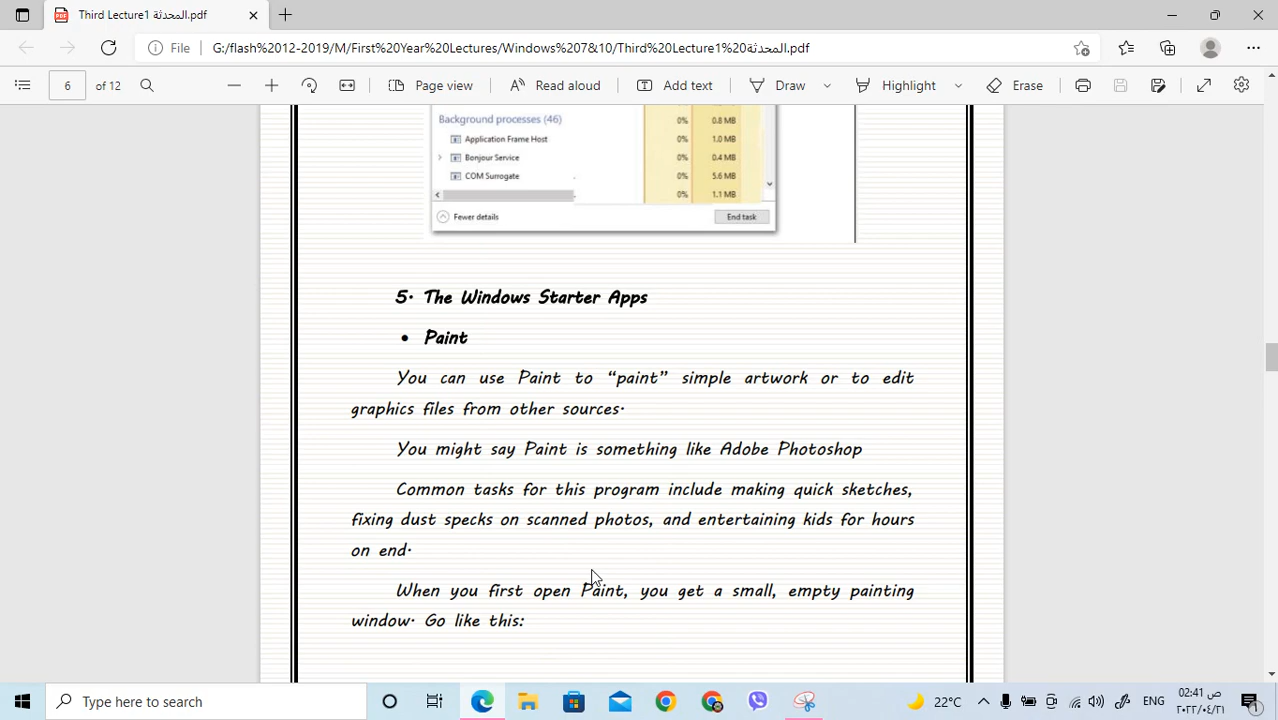 Third Lecture1 المحدثة.pdf
File G:/flash%2012-2019/M/First%20Year%20Lectures/Windows%207&10/Third%20Lecture1%20المحدثة.pdf
6 of 12 Page view Read aloud Add text Draw Highlight Erase
Background processes (46) 0% 0.8 MB
Application Frame Host 0% 1.0 MB
Bonjour Service 0% 0.4 MB
COM Surrogate 0% 5.6 MB
0% 1.1 MB
Fewer details End task
5. The Windows Starter Apps
• Paint
You can use Paint to “paint” simple artwork or to edit
graphics files from other sources.
You might say Paint is something like Adobe Photoshop
Common tasks for this program include making quick sketches,
fixing dust specks on scanned photos, and entertaining kids for hours
on end.
When you first open Paint, you get a small, empty painting
window. Go like this:
Type here to search 22°C ENG 02:41 ص